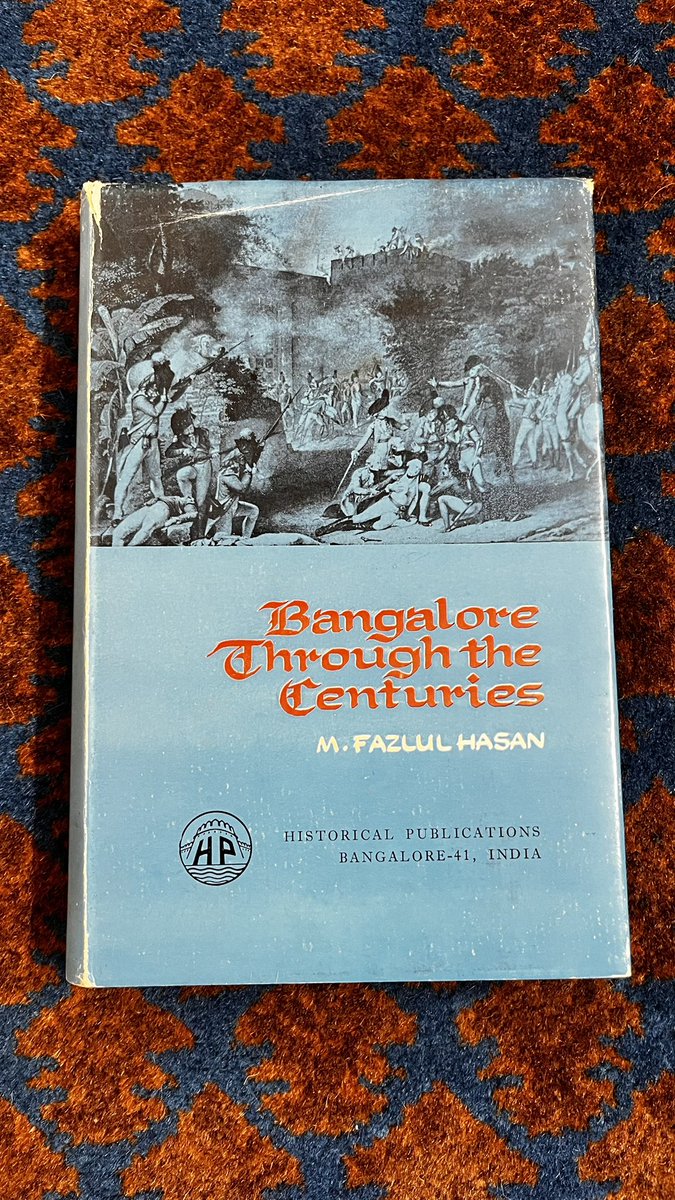 Bangalore
Through the
Centuries
M. FAZLUL HASAN
HP
HISTORICAL PUBLICATIONS
BANGALORE-41, INDIA